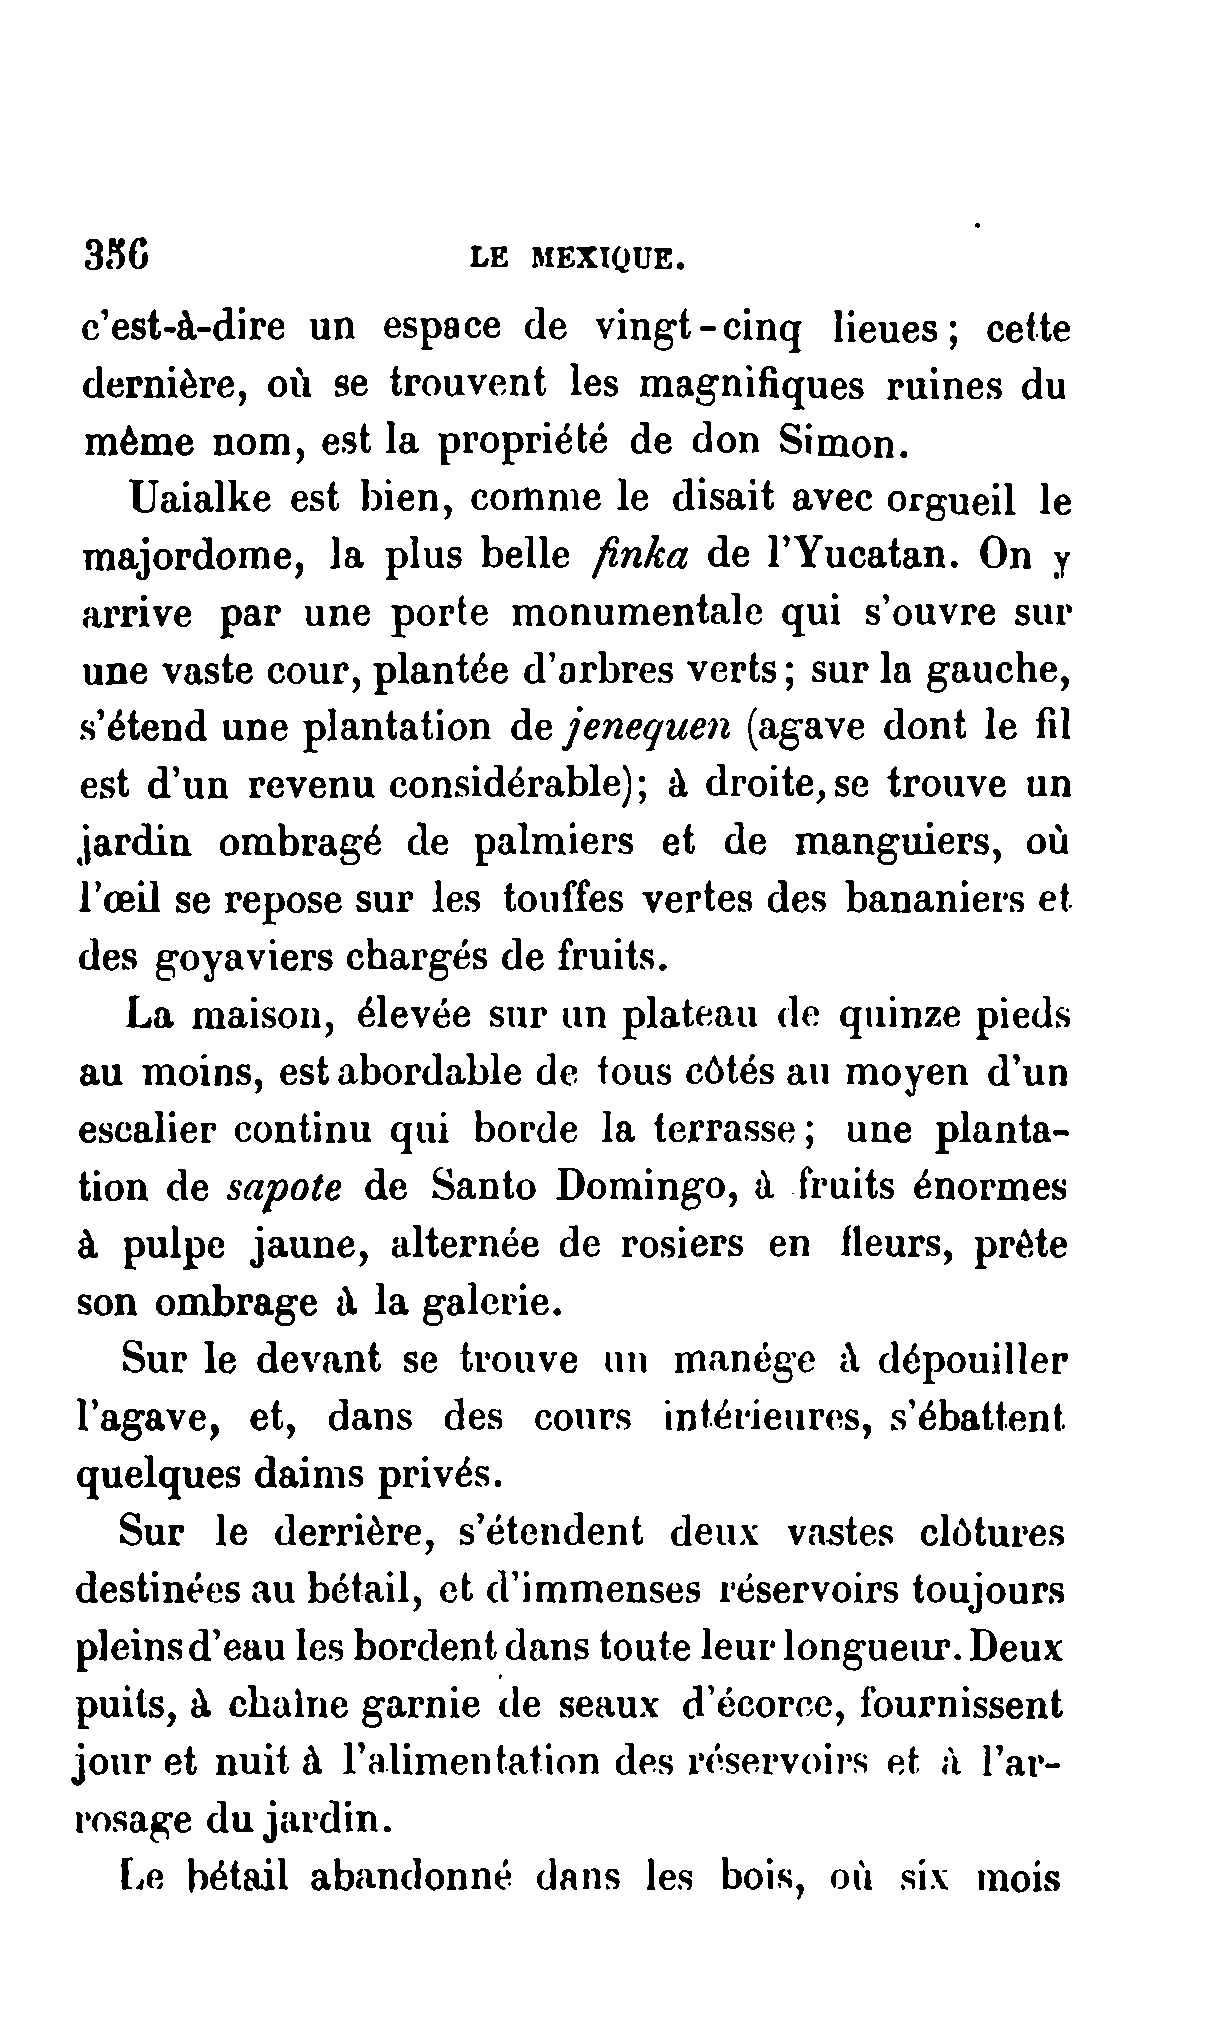 356 LE MEXIQUE.
c'est-à-dire un espace de vingt-cinq lieues; cette
dernière, où se trouvent les magnifiques ruines du
même nom, est la propriété de don Simon.
Uaialke est bien, comme le disait avec orgueil le
majordome, la plus belle finka de l'Yucatan. On y
arrive par une porte monumentale qui s'ouvre sur
une vaste cour, plantée d'arbres verts; sur la gauche,
s'étend une plantation de jenequen (agave dont le fil
est d'un revenu considérable); à droite, se trouve un
jardin ombragé de palmiers et de manguiers, où
l'œil se repose sur les touffes vertes des bananiers et
des goyaviers chargés de fruits.
La maison, élevée sur un plateau de quinze pieds
au moins, est abordable de tous côtés au moyen d'un
escalier continu qui borde la terrasse; une planta-
tion de sapote de Santo Domingo, à fruits énormes
à pulpe jaune, alternée de rosiers en fleurs, prête
son ombrage à la galerie.
Sur le devant se trouve un manége à dépouiller
l'agave, et, dans des cours intérieures, s'ébattent
quelques daims privés.
Sur le derrière, s'étendent deux vastes clôtures
destinées au bétail, et d'immenses réservoirs toujours
pleins d'eau les bordent dans toute leur longueur. Deux
puits, à chaîne garnie de seaux d'écorce, fournissent
jour et nuit à l'alimentation des réservoirs et à l'ar-
rosage du jardin.
Le bétail abandonné dans les bois, où six mois